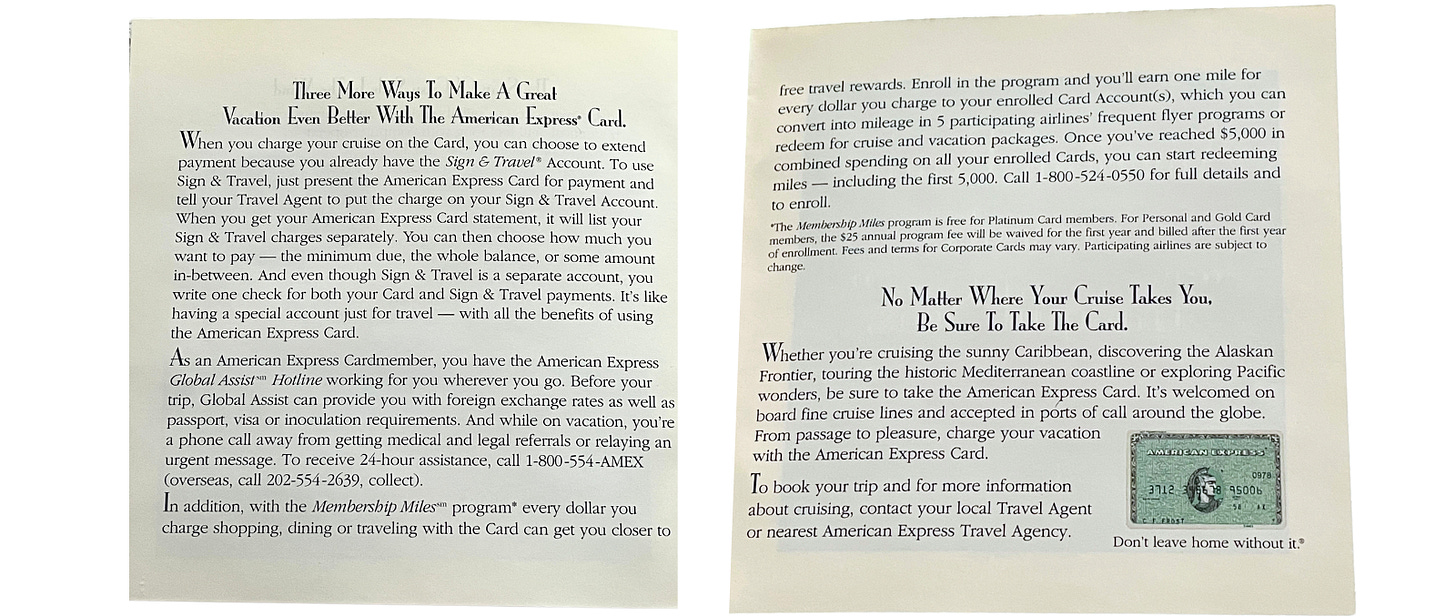 Three More Ways To Make A Great
Vacation Even Better With The American Express® Card.
When you charge your cruise on the Card, you can choose to extend
payment because you already have the Sign & Travel® Account. To use
Sign & Travel, just present the American Express Card for payment and
tell your Travel Agent to put the charge on your Sign & Travel Account.
When you get your American Express Card statement, it will list your
Sign & Travel charges separately. You can then choose how much you
want to pay — the minimum due, the whole balance, or some amount
in-between. And even though Sign & Travel is a separate account, you
write one check for both your Card and Sign & Travel payments. It's like
having a special account just for travel — with all the benefits of using
the American Express Card.
As an American Express Cardmember, you have the American Express
Global Assist℠ Hotline working for you wherever you go. Before your
trip, Global Assist can provide you with foreign exchange rates as well as
passport, visa or inoculation requirements. And while on vacation, you're
a phone call away from getting medical and legal referrals or relaying an
urgent message. To receive 24-hour assistance, call 1-800-554-AMEX
(overseas, call 202-554-2639, collect).
In addition, with the Membership Miles℠ program* every dollar you
charge shopping, dining or traveling with the Card can get you closer to
free travel rewards. Enroll in the program and you'll earn one mile for
every dollar you charge to your enrolled Card Account(s), which you can
convert into mileage in 5 participating airlines' frequent flyer programs or
redeem for cruise and vacation packages. Once you've reached $5,000 in
combined spending on all your enrolled Cards, you can start redeeming
miles — including the first 5,000. Call 1-800-524-0550 for full details and
to enroll.
*The Membership Miles program is free for Platinum Card members. For Personal and Gold Card
members, the $25 annual program fee will be waived for the first year and billed after the first year
of enrollment. Fees and terms for Corporate Cards may vary. Participating airlines are subject to
change.
No Matter Where Your Cruise Takes You,
Be Sure To Take The Card.
Whether you're cruising the sunny Caribbean, discovering the Alaskan
Frontier, touring the historic Mediterranean coastline or exploring Pacific
wonders, be sure to take the American Express Card. It's welcomed on
board fine cruise lines and accepted in ports of call around the globe.
From passage to pleasure, charge your vacation
with the American Express Card.
To book your trip and for more information
about cruising, contact your local Travel Agent
or nearest American Express Travel Agency.
AMERICAN EXPRESS
0978
3712 95006
C F FROST
Don't leave home without it.®